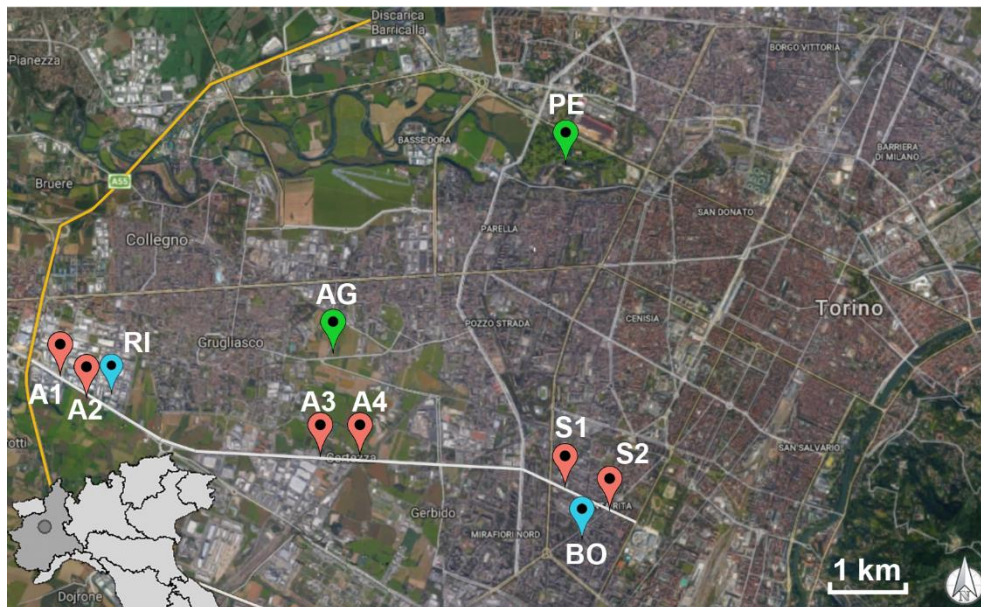 Discarica
Barricalla
Pianezza
BORGO VITTORIA
PE
BASSE DORA
BARRIERA
DI MILANO
A55
Bruere
SAN DONATO
Collegno
PARELLA
AG
Torino
POZZO STRADA
CENISIA
Grugliasco
RI
A1
A2
A3
A4
S1
SAN SALVARIO
S2
Gerbido
MIRAFIORI NORD
BO
1 km
N
Dojrone